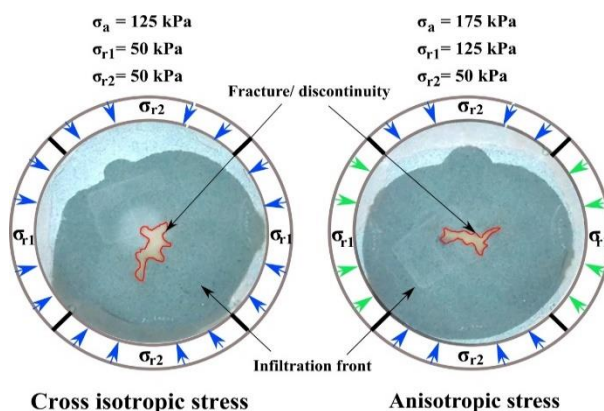 σa = 125 kPa
σr1= 50 kPa
σr2= 50 kPa
σa = 175 kPa
σr1= 125 kPa
σr2= 50 kPa
Fracture/ discontinuity
σr2
σr2
σr1
σr1
σr1
σr
σr2
σr2
Infiltration front
Cross isotropic stress
Anisotropic stress